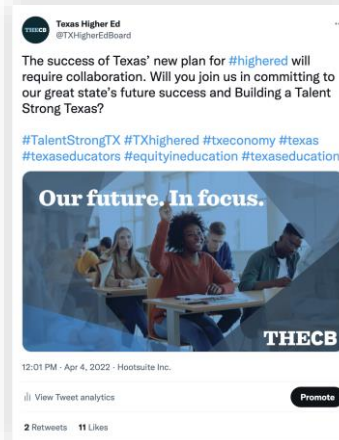 THECB
Texas Higher Ed
@TXHigherEdBoard
The success of Texas' new plan for #highered will
require collaboration. Will you join us in committing to
our great state's future success and Building a Talent
Strong Texas?
#TalentStrongTX #TXhighered #txeconomy #texas
#texaseducators #equityineducation #texaseducation
Our future. In focus.
THECB
12:01 PM · Apr 4, 2022 · Hootsuite Inc.
View Tweet analytics
Promote
2 Retweets 11 Likes